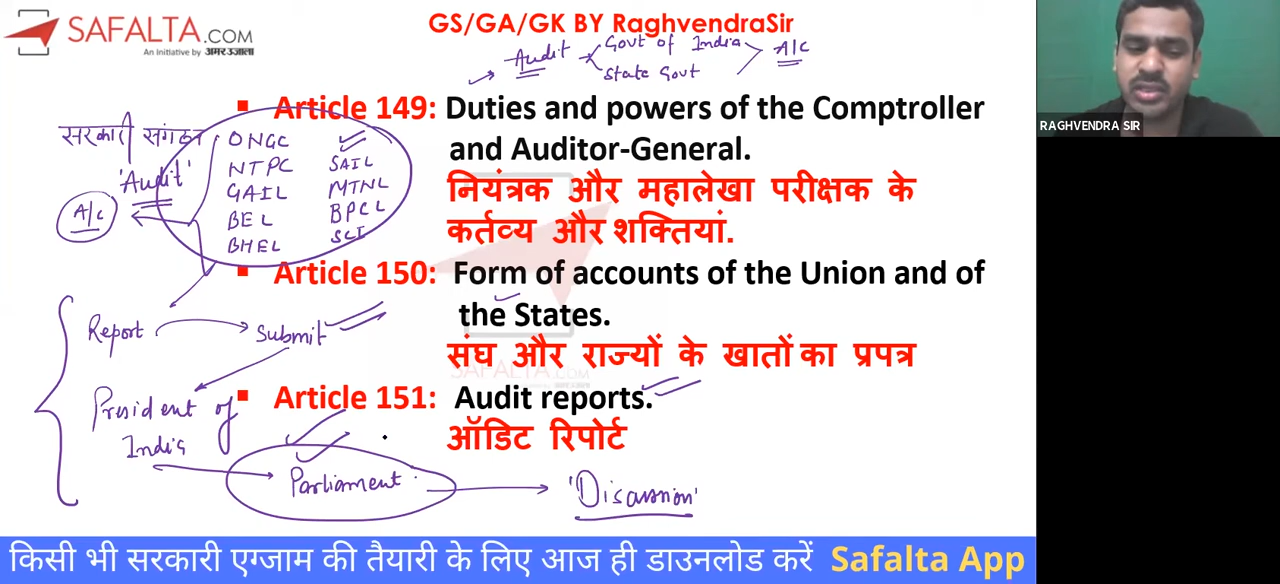 SAFALTA.COM
An Initiative by अमर उजाला
GS/GA/GK BY RaghvendraSir
Audit
Govt of India
State Govt
A/C
RAGHVENDRA SIR
▪ Article 149: Duties and powers of the Comptroller
and Auditor-General.
नियंत्रक और महालेखा परीक्षक के
कर्तव्य और शक्तियां.
सरकारी संगठन
'Audit'
A/C
ONGC
NTPC
GAIL
BEL
BHEL
SAIL
MTNL
BPCL
SCI
▪ Article 150: Form of accounts of the Union and of
the States.
संघ और राज्यों के खातों का प्रपत्र
Report
Submit
▪ Article 151: Audit reports.
ऑडिट रिपोर्ट
President of
India
Parliament
'Discussion'
SAFALTA.COM
किसी भी सरकारी एग्जाम की तैयारी के लिए आज ही डाउनलोड करें Safalta App